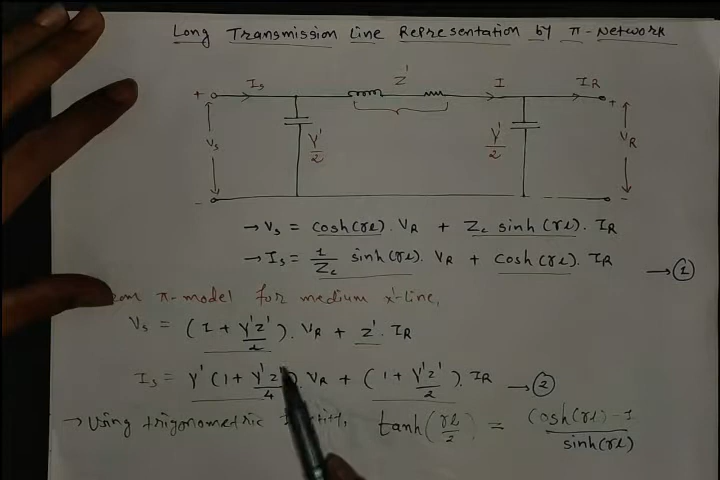 Long Transmission Line Representation by π-Network
Z'
Is I IR
+ +
Y'/2 Y'/2
Vs VR
- -
→ Vs = cosh(γl). VR + Zc sinh(γl). IR
→ Is = 1/Zc sinh(γl). VR + cosh(γl). IR → ①
π-model for medium x'-line,
Vs = (1 + Y'Z'/2). VR + Z'. IR
Is = Y'(1 + Y'Z'/4). VR + (1 + Y'Z'/2). IR → ②
→ Using trigonometric tanh(γl/2) = cosh(γl)-1/sinh(γl)